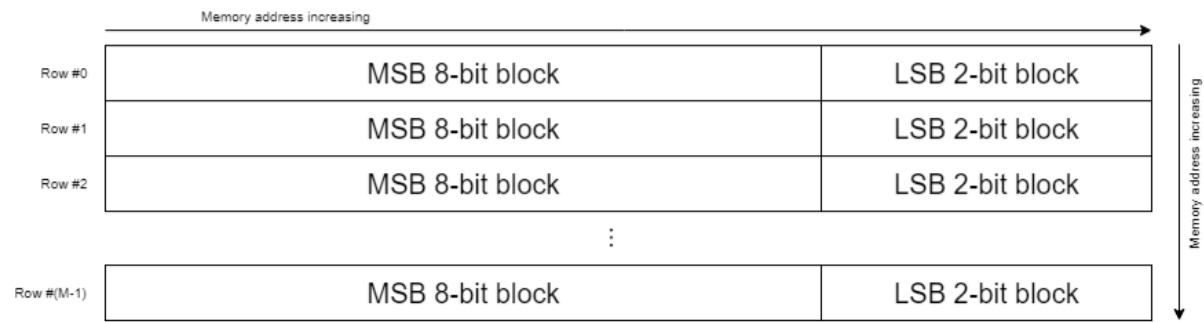 Memory address increasing
Row #0 MSB 8-bit block LSB 2-bit block
Row #1 MSB 8-bit block LSB 2-bit block
Row #2 MSB 8-bit block LSB 2-bit block
⋮
Row #(M-1) MSB 8-bit block LSB 2-bit block
Memory address increasing